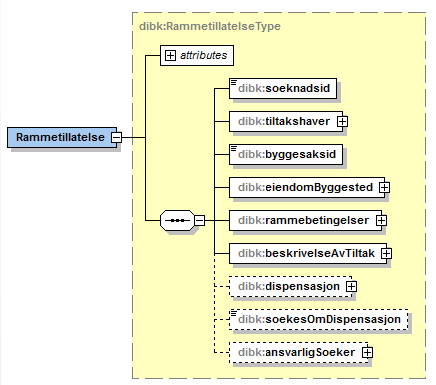 dibk:RammetillatelseType
attributes
Rammetillatelse
dibk:soeknadsid
dibk:tiltakshaver
dibk:byggesaksid
dibk:eiendomByggested
dibk:rammebetingelser
dibk:beskrivelseAvTiltak
dibk:dispensasjon
dibk:soekesOmDispensasjon
dibk:ansvarligSoeker